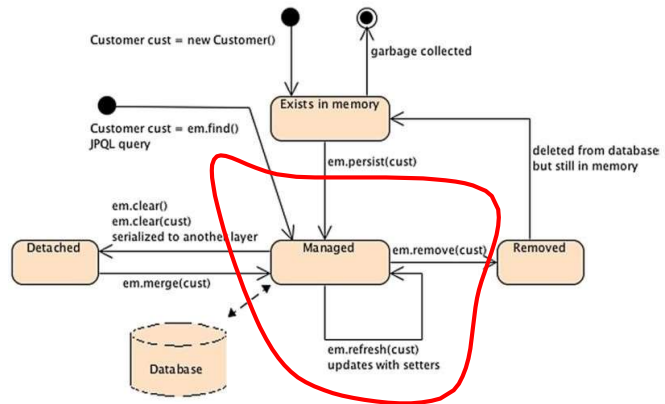 Customer cust = new Customer()
garbage collected
Exists in memory
Customer cust = em.find()
JPQL query
em.persist(cust)
deleted from database
but still in memory
em.clear()
em.clear(cust)
serialized to another layer
Detached
Managed
em.remove(cust)
Removed
em.merge(cust)
em.refresh(cust)
updates with setters
Database